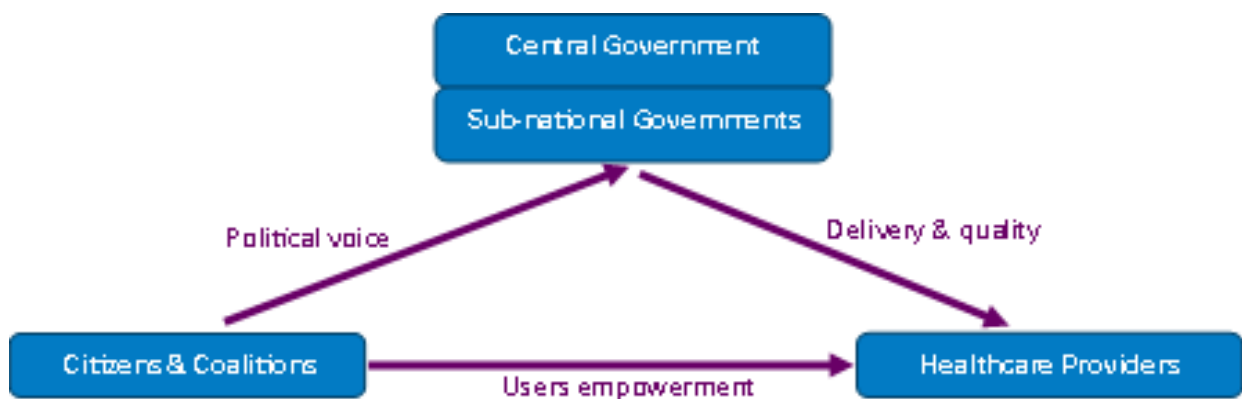 Central Government
Sub-national Governments
Political voice
Delivery & quality
Citizens & Coalitions
Users empowerment
Healthcare Providers